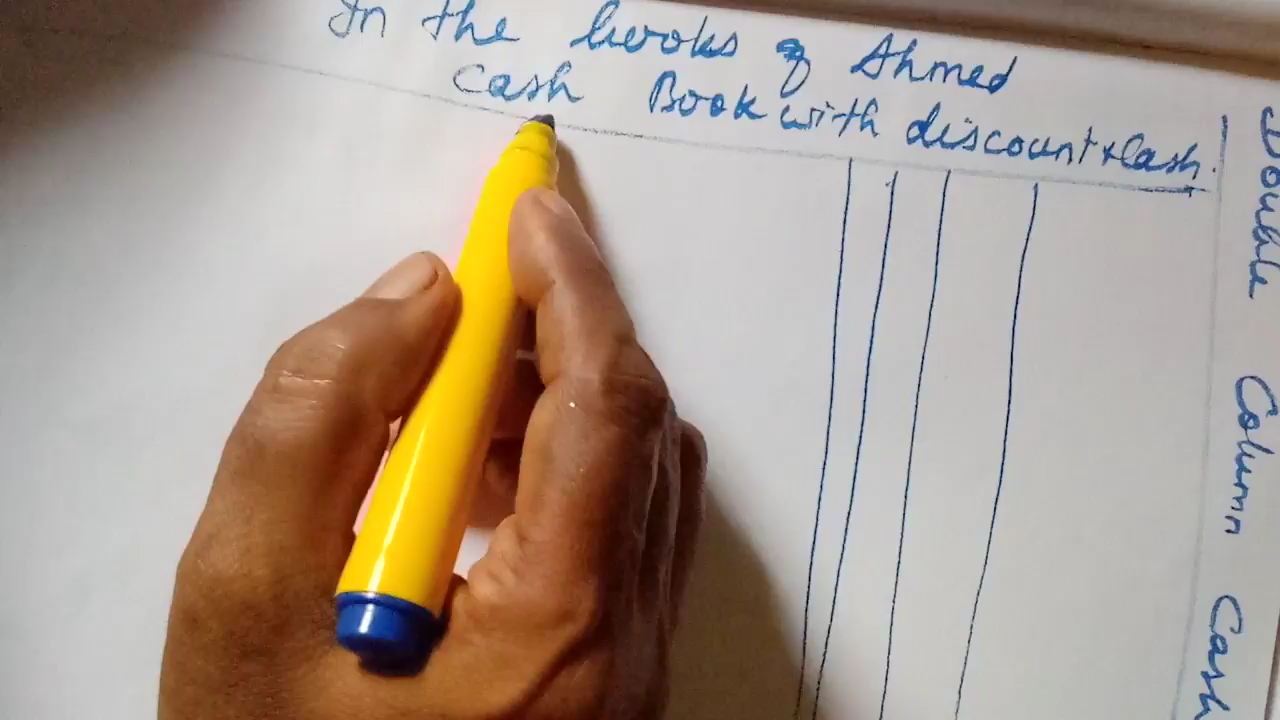 In the books of Ahmed
Cash Book with discount & Cash
Double Column Cash